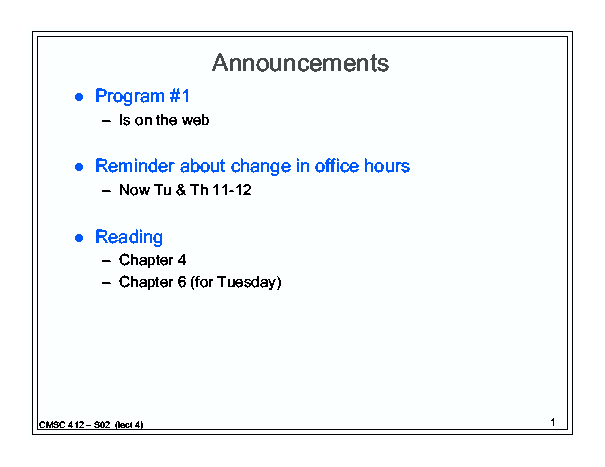 Announcements
● Program #1
– Is on the web
● Reminder about change in office hours
– Now Tu & Th 11-12
● Reading
– Chapter 4
– Chapter 6 (for Tuesday)
CMSC 412 – S02 (lect 4)
1